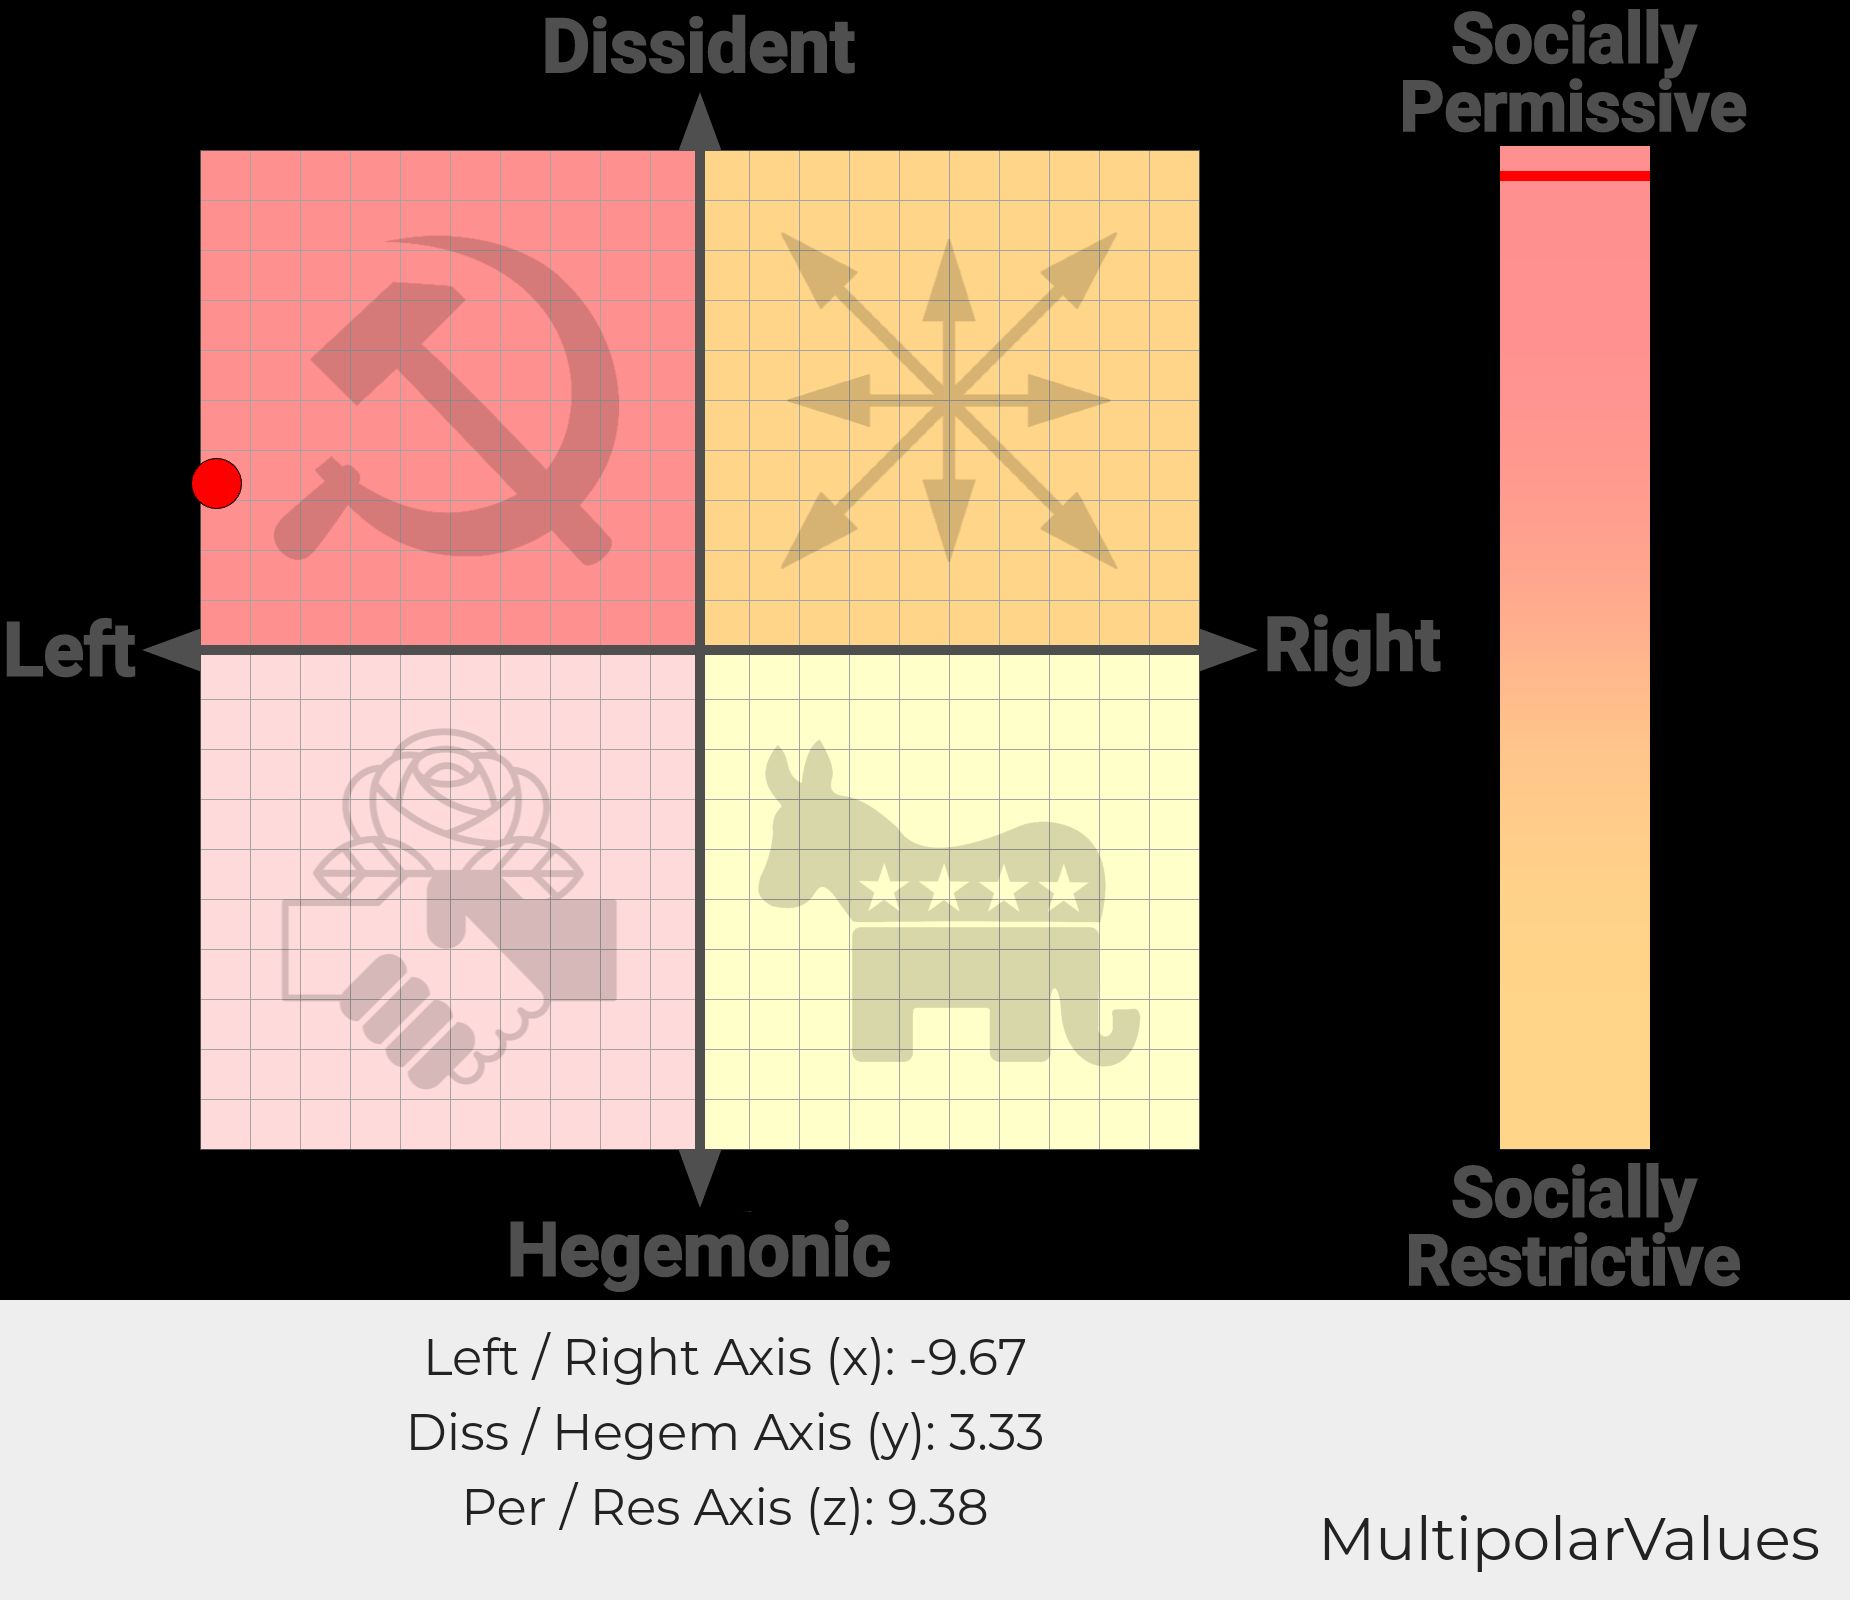 Dissident
Socially
Permissive
Left
Right
Hegemonic
Socially
Restrictive
Left / Right Axis (x): -9.67
Diss / Hegem Axis (y): 3.33
Per / Res Axis (z): 9.38
MultipolarValues